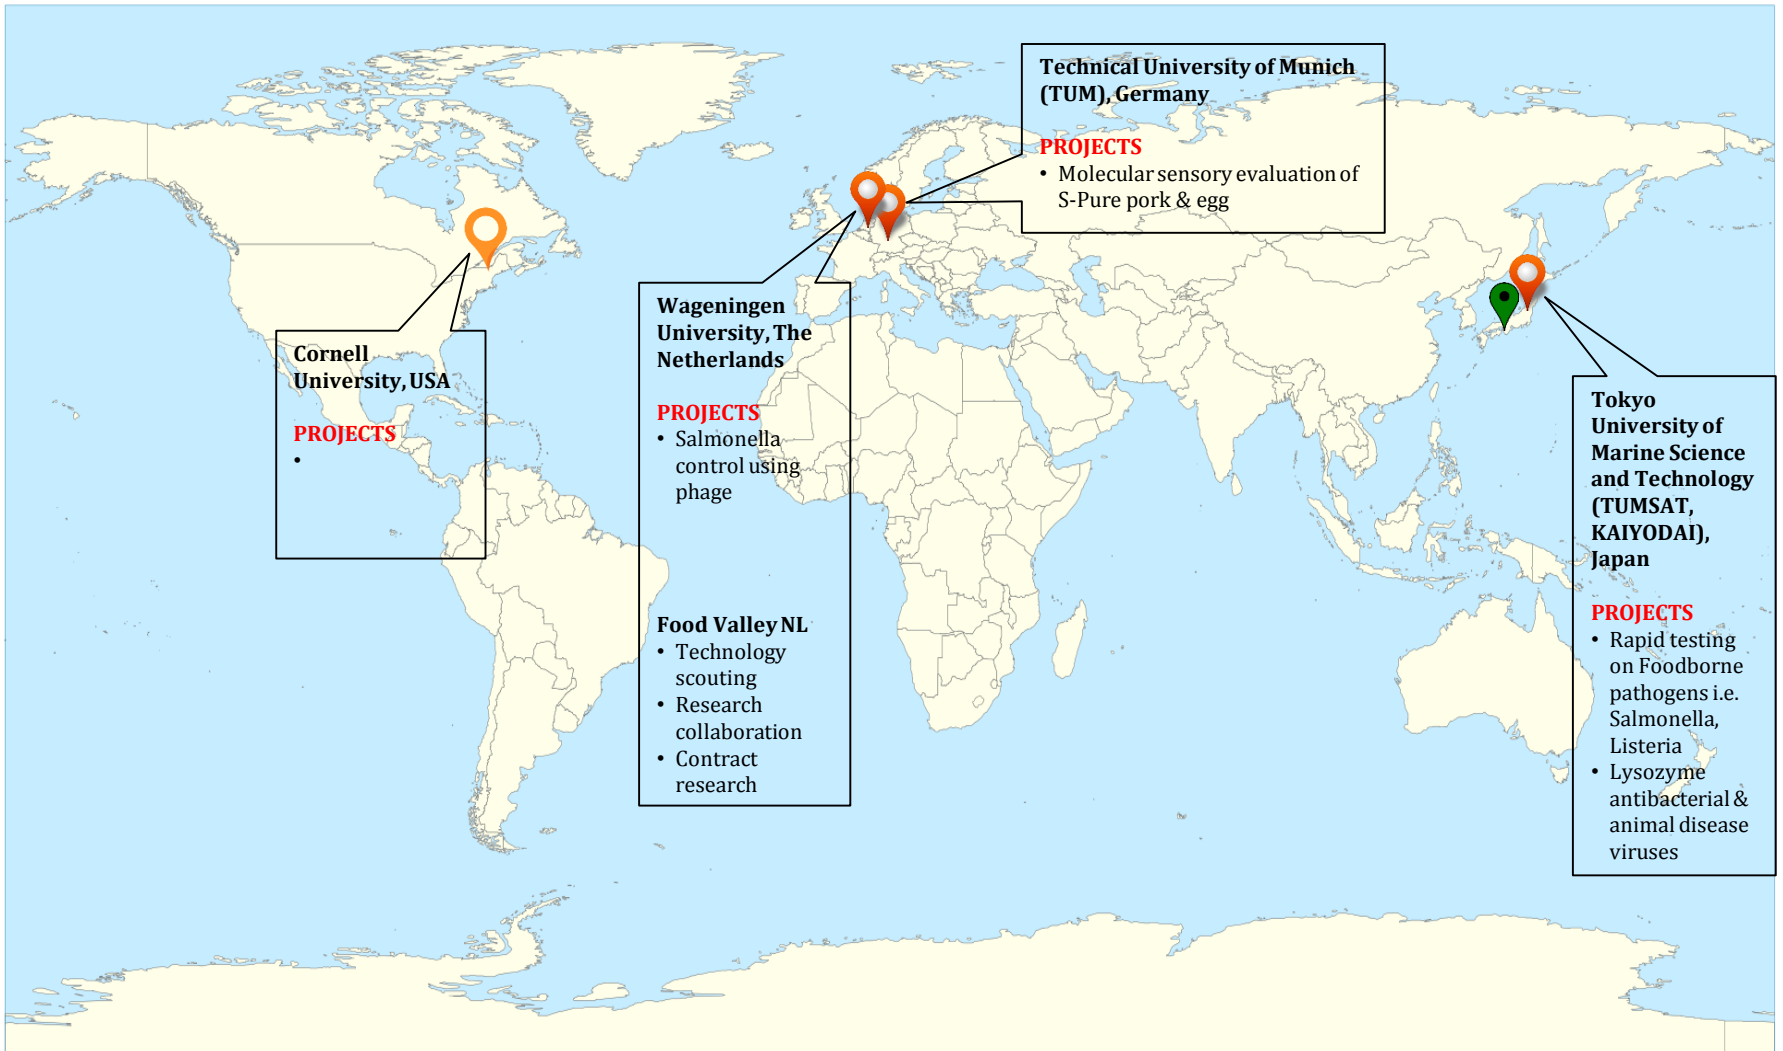 Technical University of Munich
(TUM), Germany
PROJECTS
• Molecular sensory evaluation of
S-Pure pork & egg
Cornell
University, USA
PROJECTS
•
Wageningen
University, The
Netherlands
PROJECTS
• Salmonella
control using
phage
Food Valley NL
• Technology
scouting
• Research
collaboration
• Contract
research
Tokyo
University of
Marine Science
and Technology
(TUMSAT,
KAIYODAI),
Japan
PROJECTS
• Rapid testing
on Foodborne
pathogens i.e.
Salmonella,
Listeria
• Lysozyme
antibacterial &
animal disease
viruses